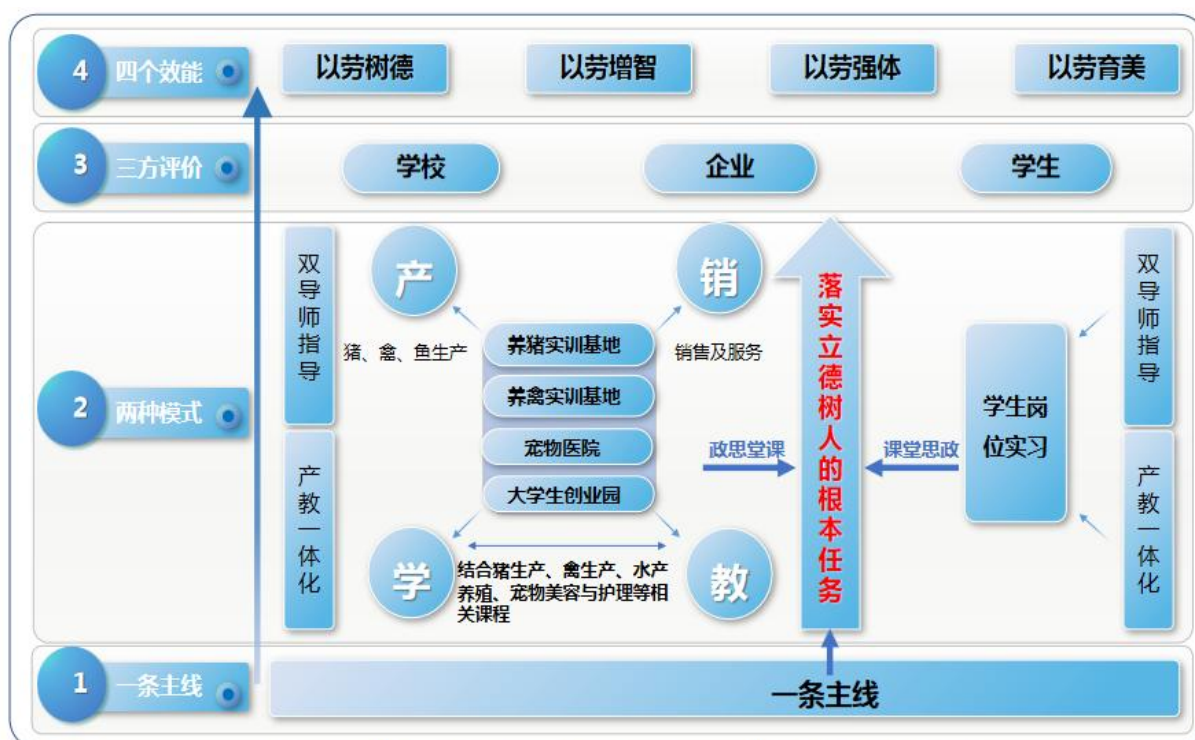 4
四个效能
以劳树德
以劳增智
以劳强体
以劳育美
3
三方评价
学校
企业
学生
2
两种模式
双导师指导
产教一体化
产
猪、禽、鱼生产
销
销售及服务
养猪实训基地
养禽实训基地
宠物医院
大学生创业园
学
教
结合猪生产、禽生产、水产
养殖、宠物美容与护理等相
关课程
政思堂课
落实立德树人的根本任务
课堂思政
学生岗
位实习
双导师指导
产教一体化
1
一条主线
一条主线